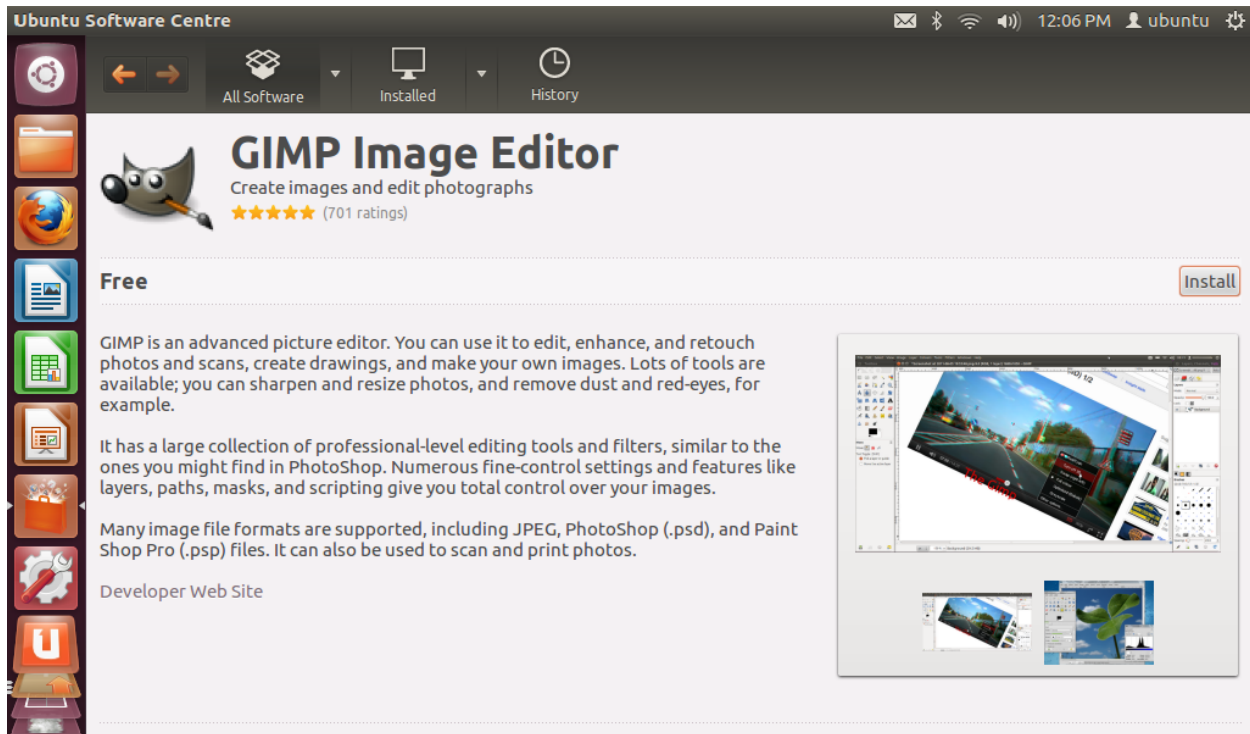 Ubuntu Software Centre 12:06 PM ubuntu
All Software Installed History
GIMP Image Editor
Create images and edit photographs
(701 ratings)
Free Install
GIMP is an advanced picture editor. You can use it to edit, enhance, and retouch
photos and scans, create drawings, and make your own images. Lots of tools are
available; you can sharpen and resize photos, and remove dust and red-eyes, for
example.
It has a large collection of professional-level editing tools and filters, similar to the
ones you might find in PhotoShop. Numerous fine-control settings and features like
layers, paths, masks, and scripting give you total control over your images.
Many image file formats are supported, including JPEG, PhotoShop (.psd), and Paint
Shop Pro (.psp) files. It can also be used to scan and print photos.
Developer Web Site
The Gimp